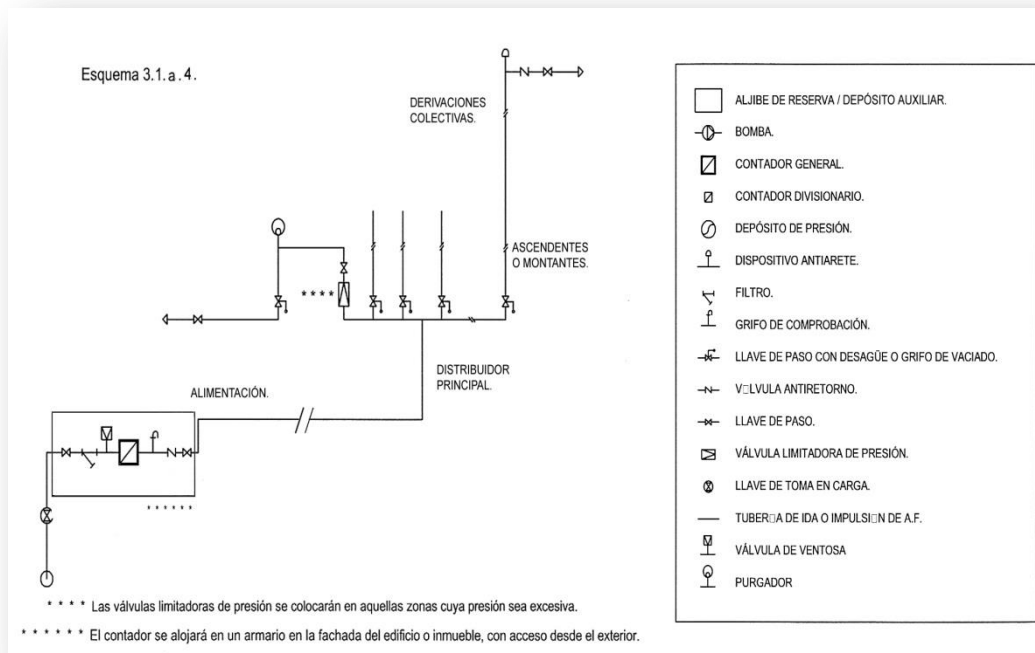 Esquema 3.1.a.4.
DERIVACIONES
COLECTIVAS.
ASCENDENTES
O MONTANTES.
* * * *
DISTRIBUIDOR
PRINCIPAL.
ALIMENTACIÓN.
* * * * * *
* * * * Las válvulas limitadoras de presión se colocarán en aquellas zonas cuya presión sea excesiva.
* * * * * * El contador se alojará en un armario en la fachada del edificio o inmueble, con acceso desde el exterior.
ALJIBE DE RESERVA / DEPÓSITO AUXILIAR.
BOMBA.
CONTADOR GENERAL.
CONTADOR DIVISIONARIO.
DEPÓSITO DE PRESIÓN.
DISPOSITIVO ANTIARETE.
FILTRO.
GRIFO DE COMPROBACIÓN.
LLAVE DE PASO CON DESAGÜE O GRIFO DE VACIADO.
V□LVULA ANTIRETORNO.
LLAVE DE PASO.
VÁLVULA LIMITADORA DE PRESIÓN.
LLAVE DE TOMA EN CARGA.
TUBER□A DE IDA O IMPULSI□N DE A.F.
VÁLVULA DE VENTOSA
PURGADOR